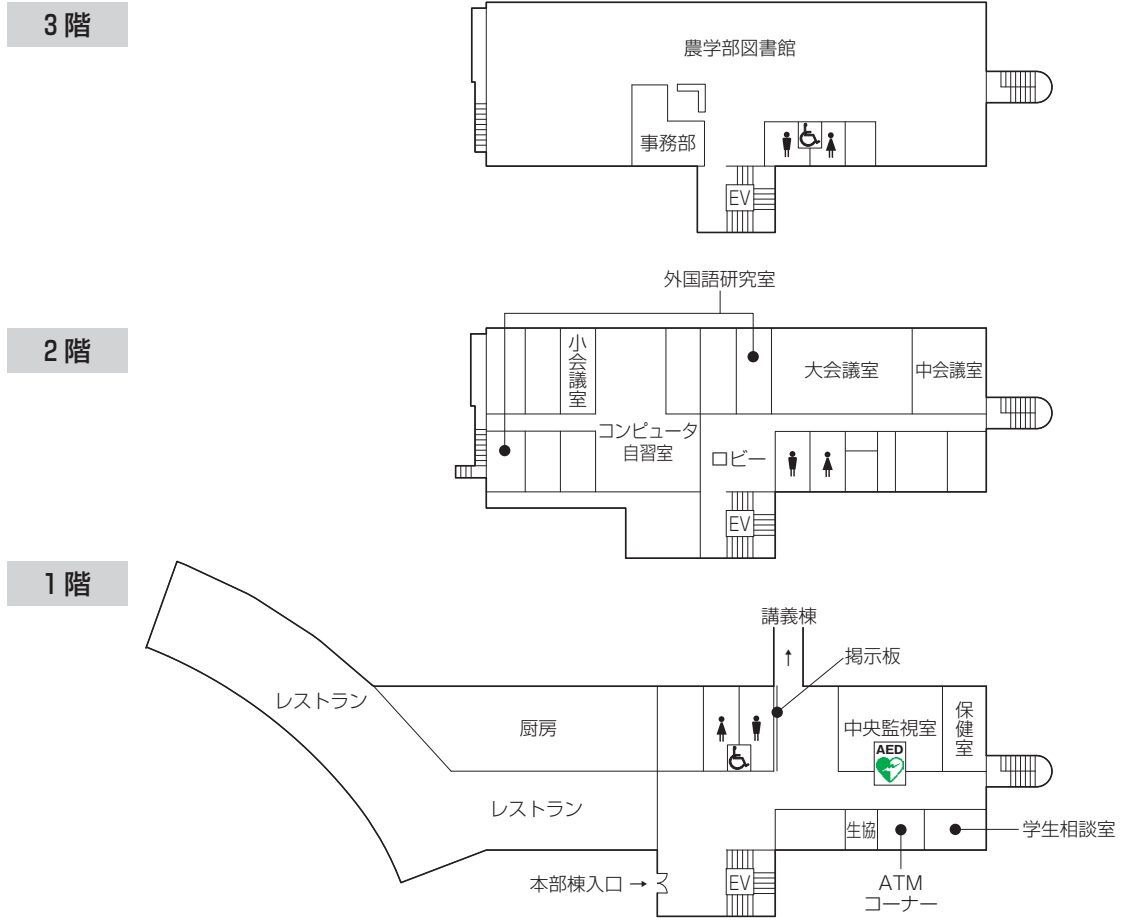 3階
農学部図書館
事務部
EV
外国語研究室
2階
小会議室
大会議室
中会議室
コンピュータ
自習室
ロビー
EV
1階
講義棟
↑
掲示板
レストラン
厨房
中央監視室
保健室
AED
レストラン
生協
学生相談室
本部棟入口 →
EV
ATM
コーナー